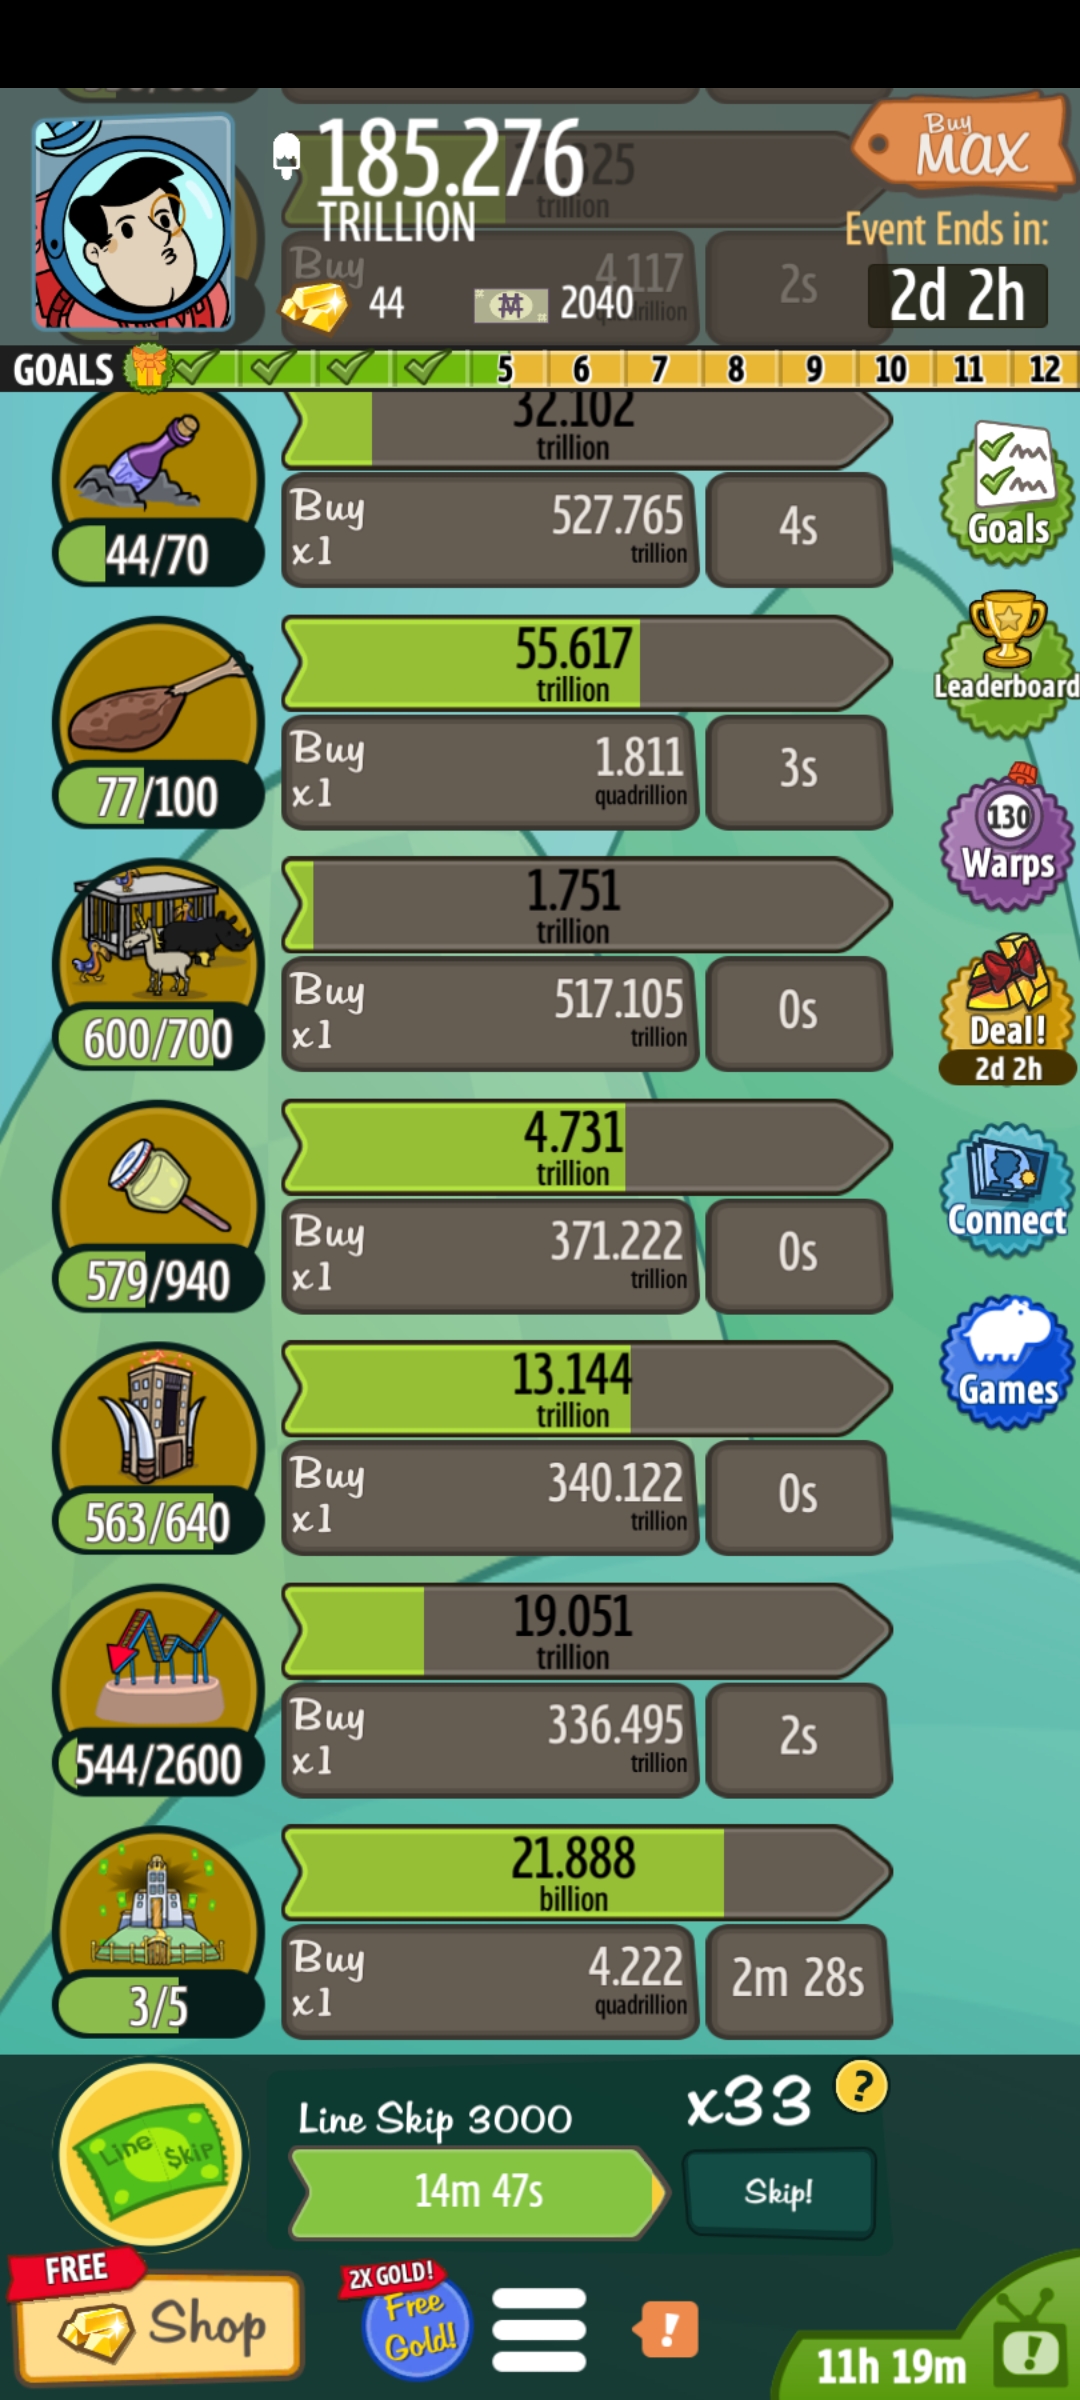 185.276
Buy
MAX
TRILLION
trillion
Event Ends in:
Buy
4.117
2s
44
2040
2d 2h
GOALS
5
6
7
8
9
10
11
12
32.102
trillion
Buy
x1
527.765
trillion
4s
44/70
Goals
55.617
trillion
Leaderboard
Buy
x1
1.811
quadrillion
3s
77/100
130
Warps
1.751
trillion
Buy
x1
517.105
trillion
0s
600/700
Deal!
2d 2h
4.731
trillion
Buy
x1
371.222
trillion
0s
579/940
Connect
13.144
trillion
Games
Buy
x1
340.122
trillion
0s
563/640
19.051
trillion
Buy
x1
336.495
trillion
2s
544/2600
21.888
billion
Buy
x1
4.222
quadrillion
2m 28s
3/5
Line $kip
Line Skip 3000
x33
?
14m 47s
Skip!
FREE
Shop
2X GOLD!
Free
Gold!
!
11h 19m
!